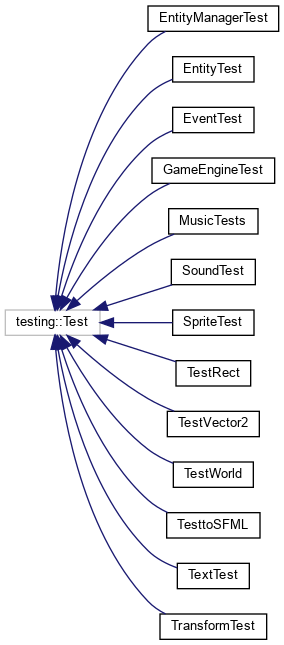 EntityManagerTest
EntityTest
EventTest
GameEngineTest
MusicTests
SoundTest
testing::Test
SpriteTest
TestRect
TestVector2
TestWorld
TesttoSFML
TextTest
TransformTest